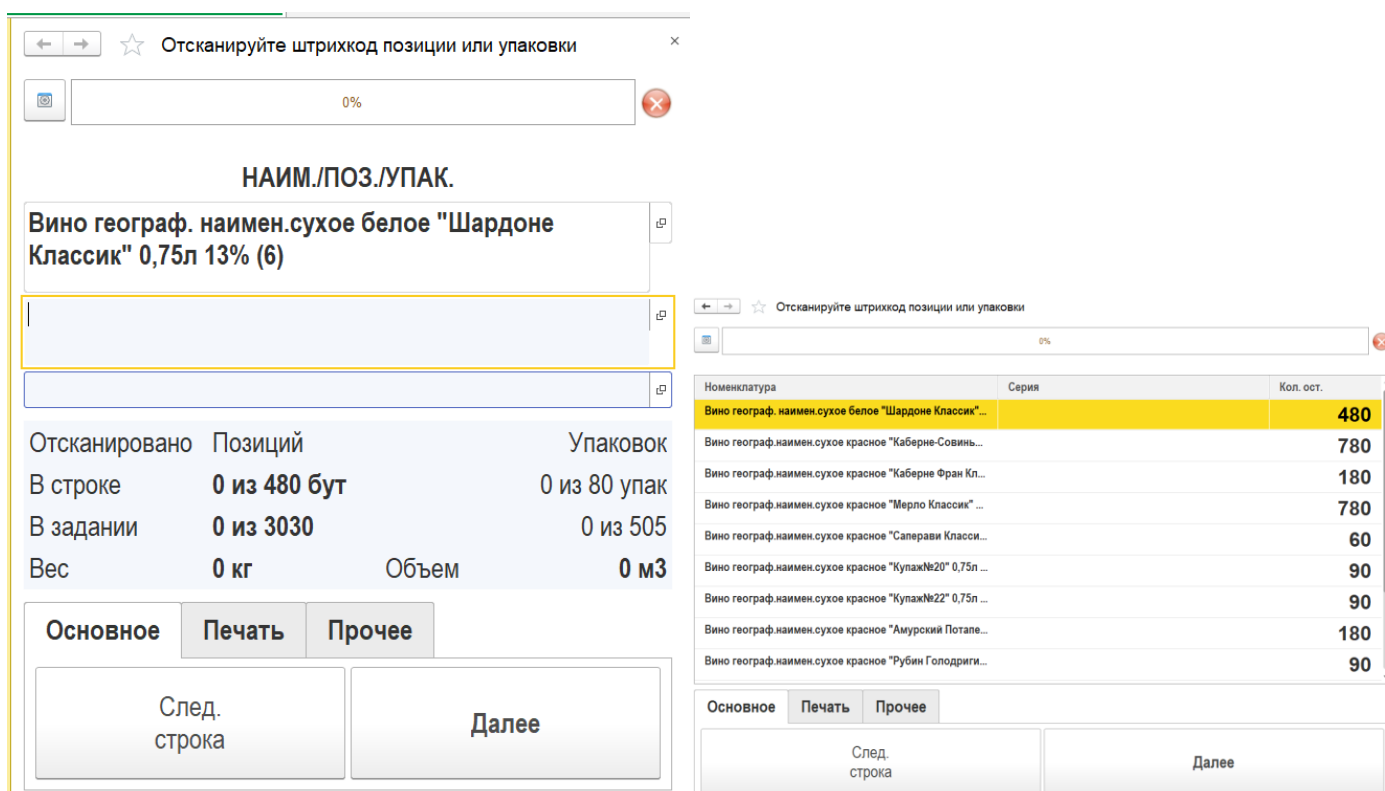 Отсканируйте штрихкод позиции или упаковки
0%
НАИМ./ПОЗ./УПАК.
Вино географ. наимен.сухое белое "Шардоне
Классик" 0,75л 13% (6)
Отсканировано Позиций Упаковок
В строке 0 из 480 бут 0 из 80 упак
В задании 0 из 3030 0 из 505
Вес 0 кг Объем 0 м3
Основное Печать Прочее
След.
строка
Далее
Отсканируйте штрихкод позиции или упаковки
0%
Номенклатура Серия Кол. ост.
Вино географ. наимен.сухое белое "Шардоне Классик"... 480
Вино географ.наимен.сухое красное "Каберне-Совинь... 780
Вино географ.наимен.сухое красное "Каберне Фран Кл... 180
Вино географ.наимен.сухое красное "Мерло Классик" ... 780
Вино географ.наимен.сухое красное "Саперави Класси... 60
Вино географ.наимен.сухое красное "Купаж№20" 0,75л ... 90
Вино географ.наимен.сухое красное "Купаж№22" 0,75л ... 90
Вино географ.наимен.сухое красное "Амурский Потапе... 180
Вино географ.наимен.сухое красное "Рубин Голодриги... 90
Основное Печать Прочее
След.
строка
Далее